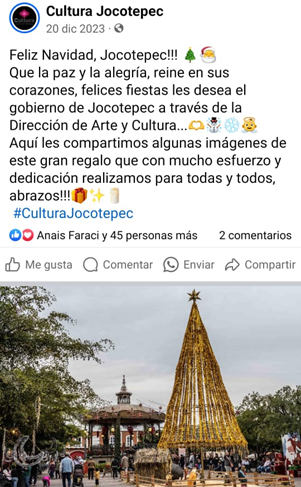 Cultura Jocotepec
20 dic 2023 ·
Feliz Navidad, Jocotepec!!! 🎄🎅
Que la paz y la alegría, reine en sus
corazones, felices fiestas les desea el
gobierno de Jocotepec a través de la
Dirección de Arte y Cultura...🫶☃️❄️🤶
Aquí les compartimos algunas imágenes de
este gran regalo que con mucho esfuerzo y
dedicación realizamos para todas y todos,
abrazos!!!🎁✨🕯️
#CulturaJocotepec
Anais Faraci y 45 personas más 2 comentarios
Me gusta Comentar Enviar Compartir